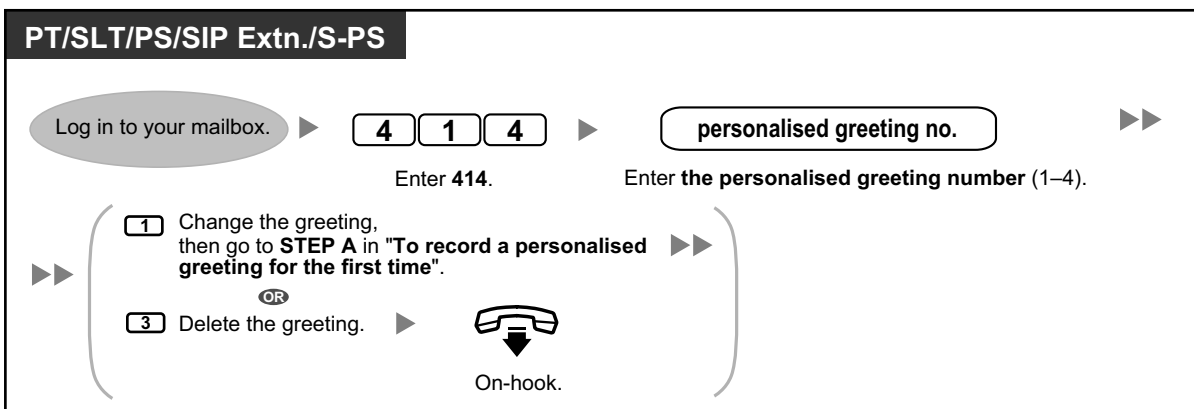 PT/SLT/PS/SIP Extn./S-PS
Log in to your mailbox.
4 1 4
personalised greeting no.
Enter 414.
Enter the personalised greeting number (1–4).
1 Change the greeting,
then go to STEP A in "To record a personalised
greeting for the first time".
OR
3 Delete the greeting.
On-hook.